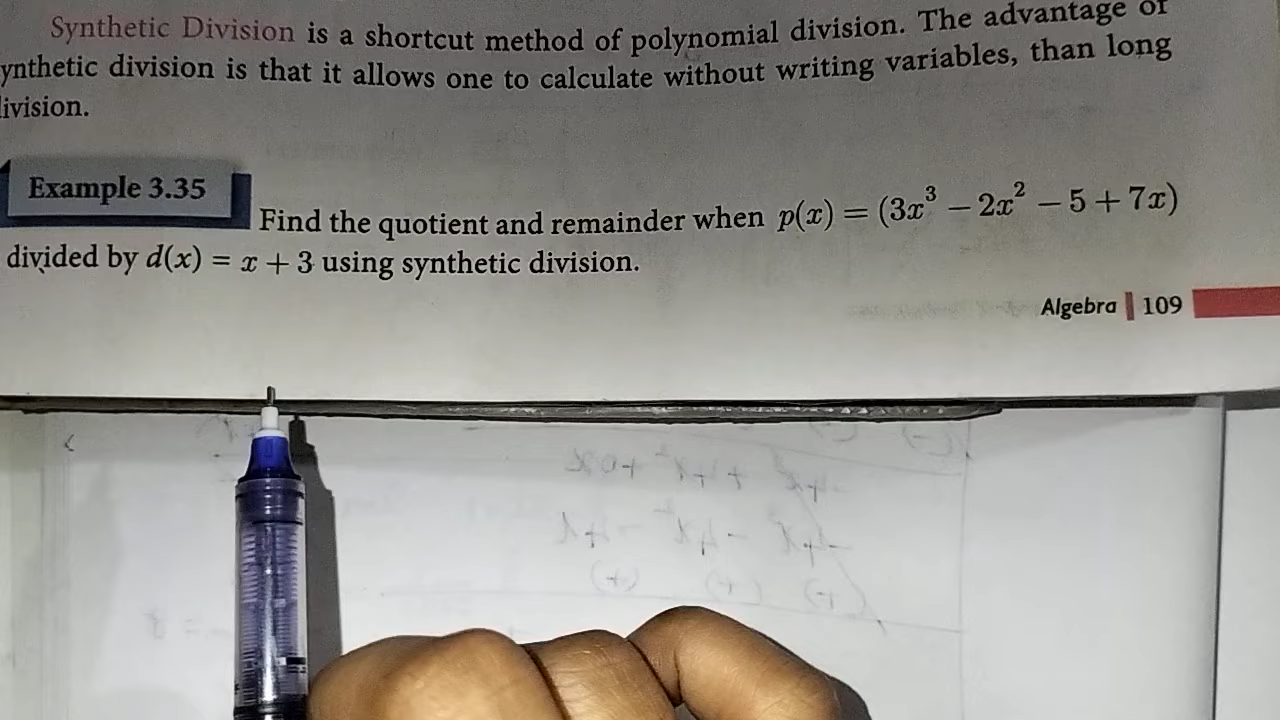 Synthetic Division is a shortcut method of polynomial division. The advantage of
ynthetic division is that it allows one to calculate without writing variables, than long
ivision.
Example 3.35
Find the quotient and remainder when p(x) = (3x³ − 2x² − 5 + 7x)
divided by d(x) = x + 3 using synthetic division.
Algebra | 109